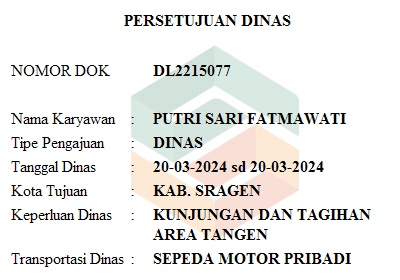 PERSETUJUAN DINAS
NOMOR DOK DL2215077
Nama Karyawan : PUTRI SARI FATMAWATI
Tipe Pengajuan : DINAS
Tanggal Dinas : 20-03-2024 sd 20-03-2024
Kota Tujuan : KAB. SRAGEN
Keperluan Dinas : KUNJUNGAN DAN TAGIHAN
AREA TANGEN
Transportasi Dinas : SEPEDA MOTOR PRIBADI